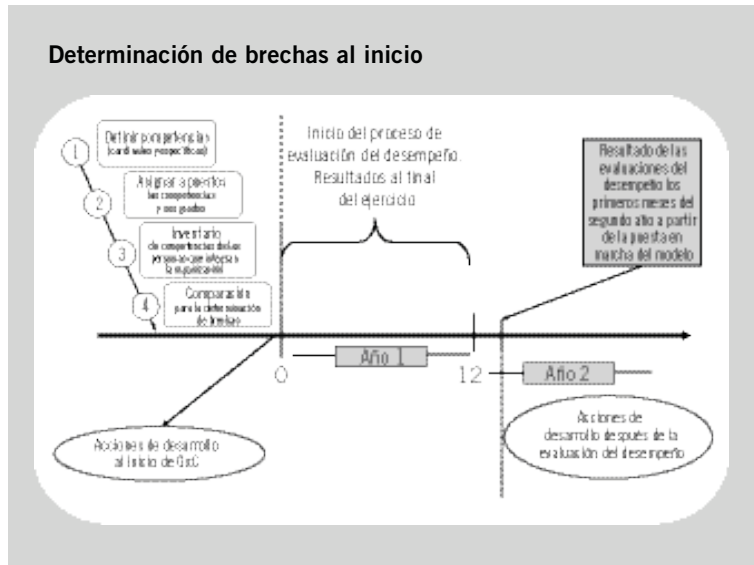 Determinación de brechas al inicio
1
Definir competencias
(cardinales y específicas)
2
Asignar a puestos
las competencias
y sus grados
3
Inventario
de competencias de las
personas que integran
la organización
4
Comparación
para la determinación
de brechas
Inicio del proceso de
evaluación del desempeño.
Resultados al final
del ejercicio
Resultado de las
evaluaciones del
desempeño los
primeros meses del
segundo año a partir
de la puesta en
marcha del modelo
0
Año 1
12
Año 2
Acciones de desarrollo
al inicio de GxC
Acciones de
desarrollo después de la
evaluación del desempeño